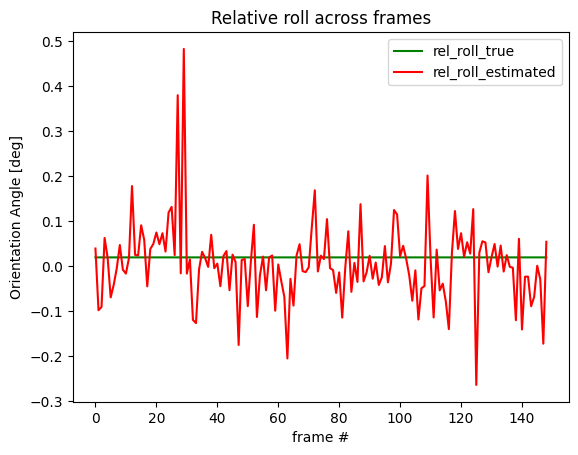 Relative roll across frames
rel_roll_true
rel_roll_estimated
Orientation Angle [deg]
0.5
0.4
0.3
0.2
0.1
0.0
−0.1
−0.2
−0.3
0 20 40 60 80 100 120 140
frame #